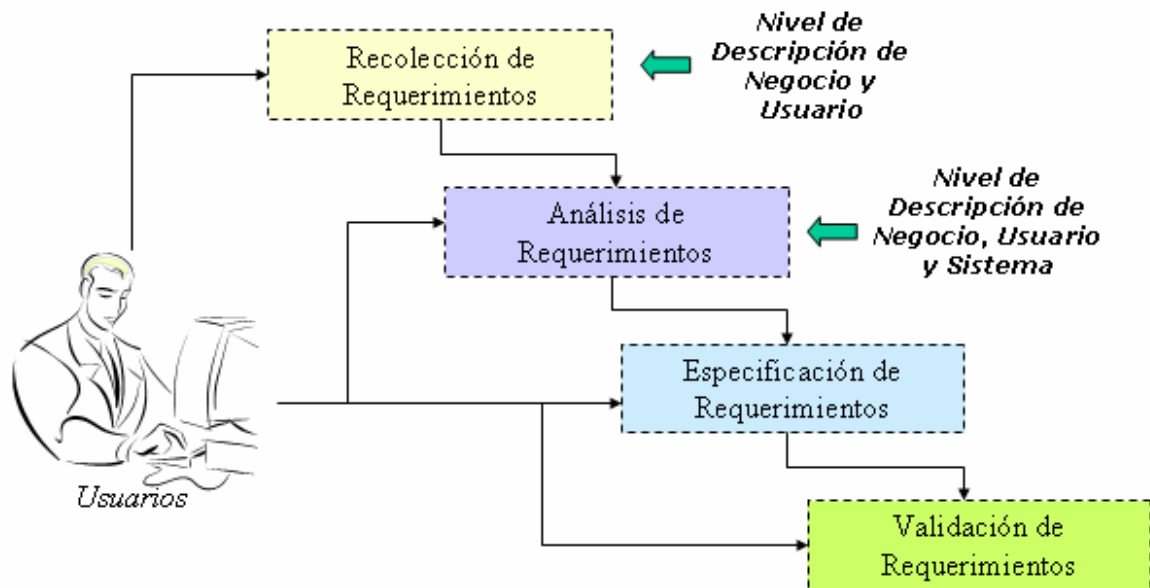 Recolección de
Requerimientos
Nivel de
Descripción de
Negocio y
Usuario
Análisis de
Requerimientos
Nivel de
Descripción de
Negocio, Usuario
y Sistema
Especificación de
Requerimientos
Usuarios
Validación de
Requerimientos